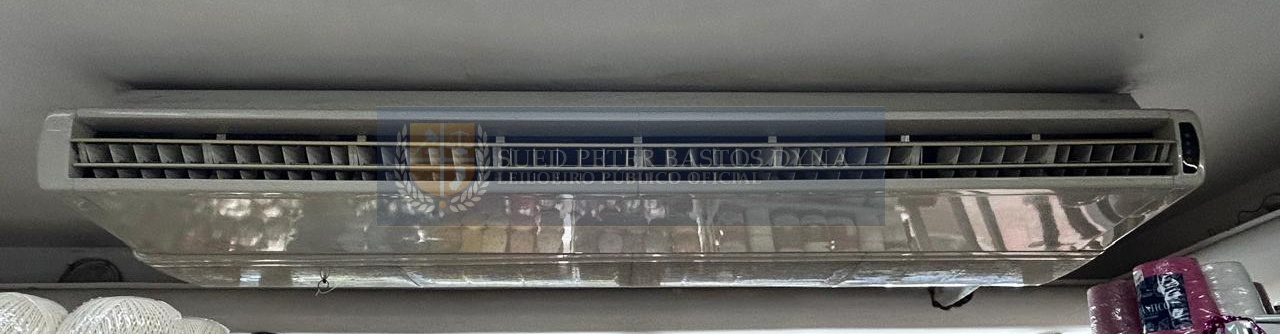 SUED PETER BASTOS DYNA
LEILOEIRO PÚBLICO OFICIAL